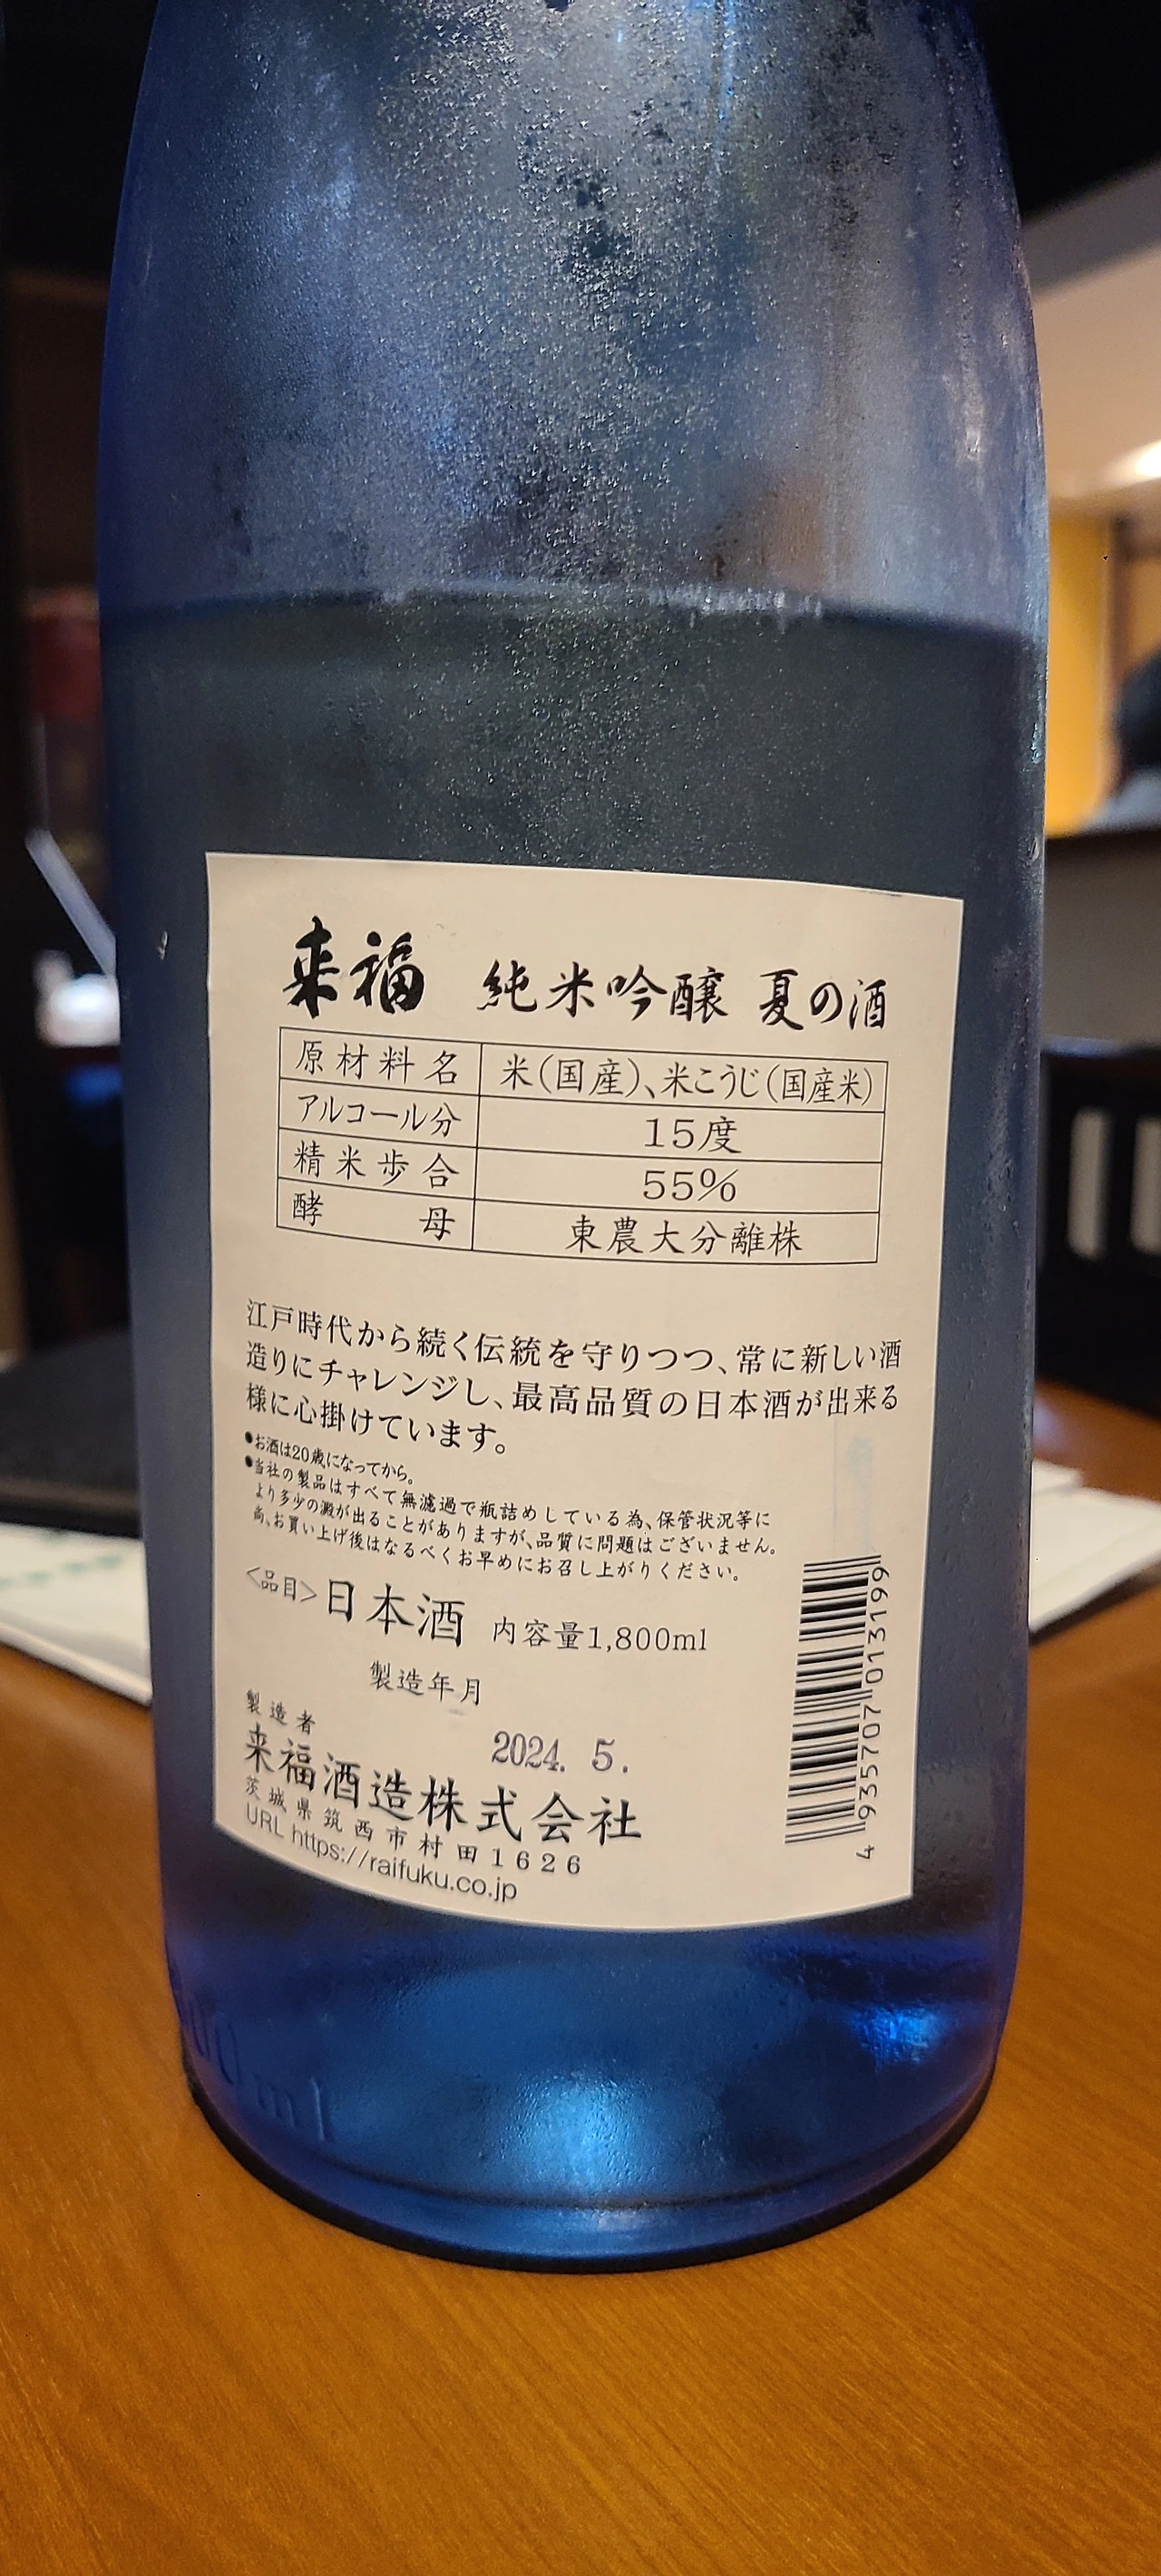 来福 純米吟醸 夏の酒
原材料名 米(国産)、米こうじ(国産米)
アルコール分 15度
精米歩合 55%
酵母 東農大分離株
江戸時代から続く伝統を守りつつ、常に新しい酒
造りにチャレンジし、最高品質の日本酒が出来る
様に心掛けています。
●お酒は20歳になってから。
●当社の製品はすべて無濾過で瓶詰めしている為、保管状況等に
より多少の澱が出ることがありますが、品質に問題はございません。
尚、お買い上げ後はなるべくお早めにお召し上がりください。
<品目>日本酒 内容量1,800ml
製造年月
2024. 5.
製造者
来福酒造株式会社
茨城県筑西市村田1626
URL https://raifuku.co.jp
4 935707 013199